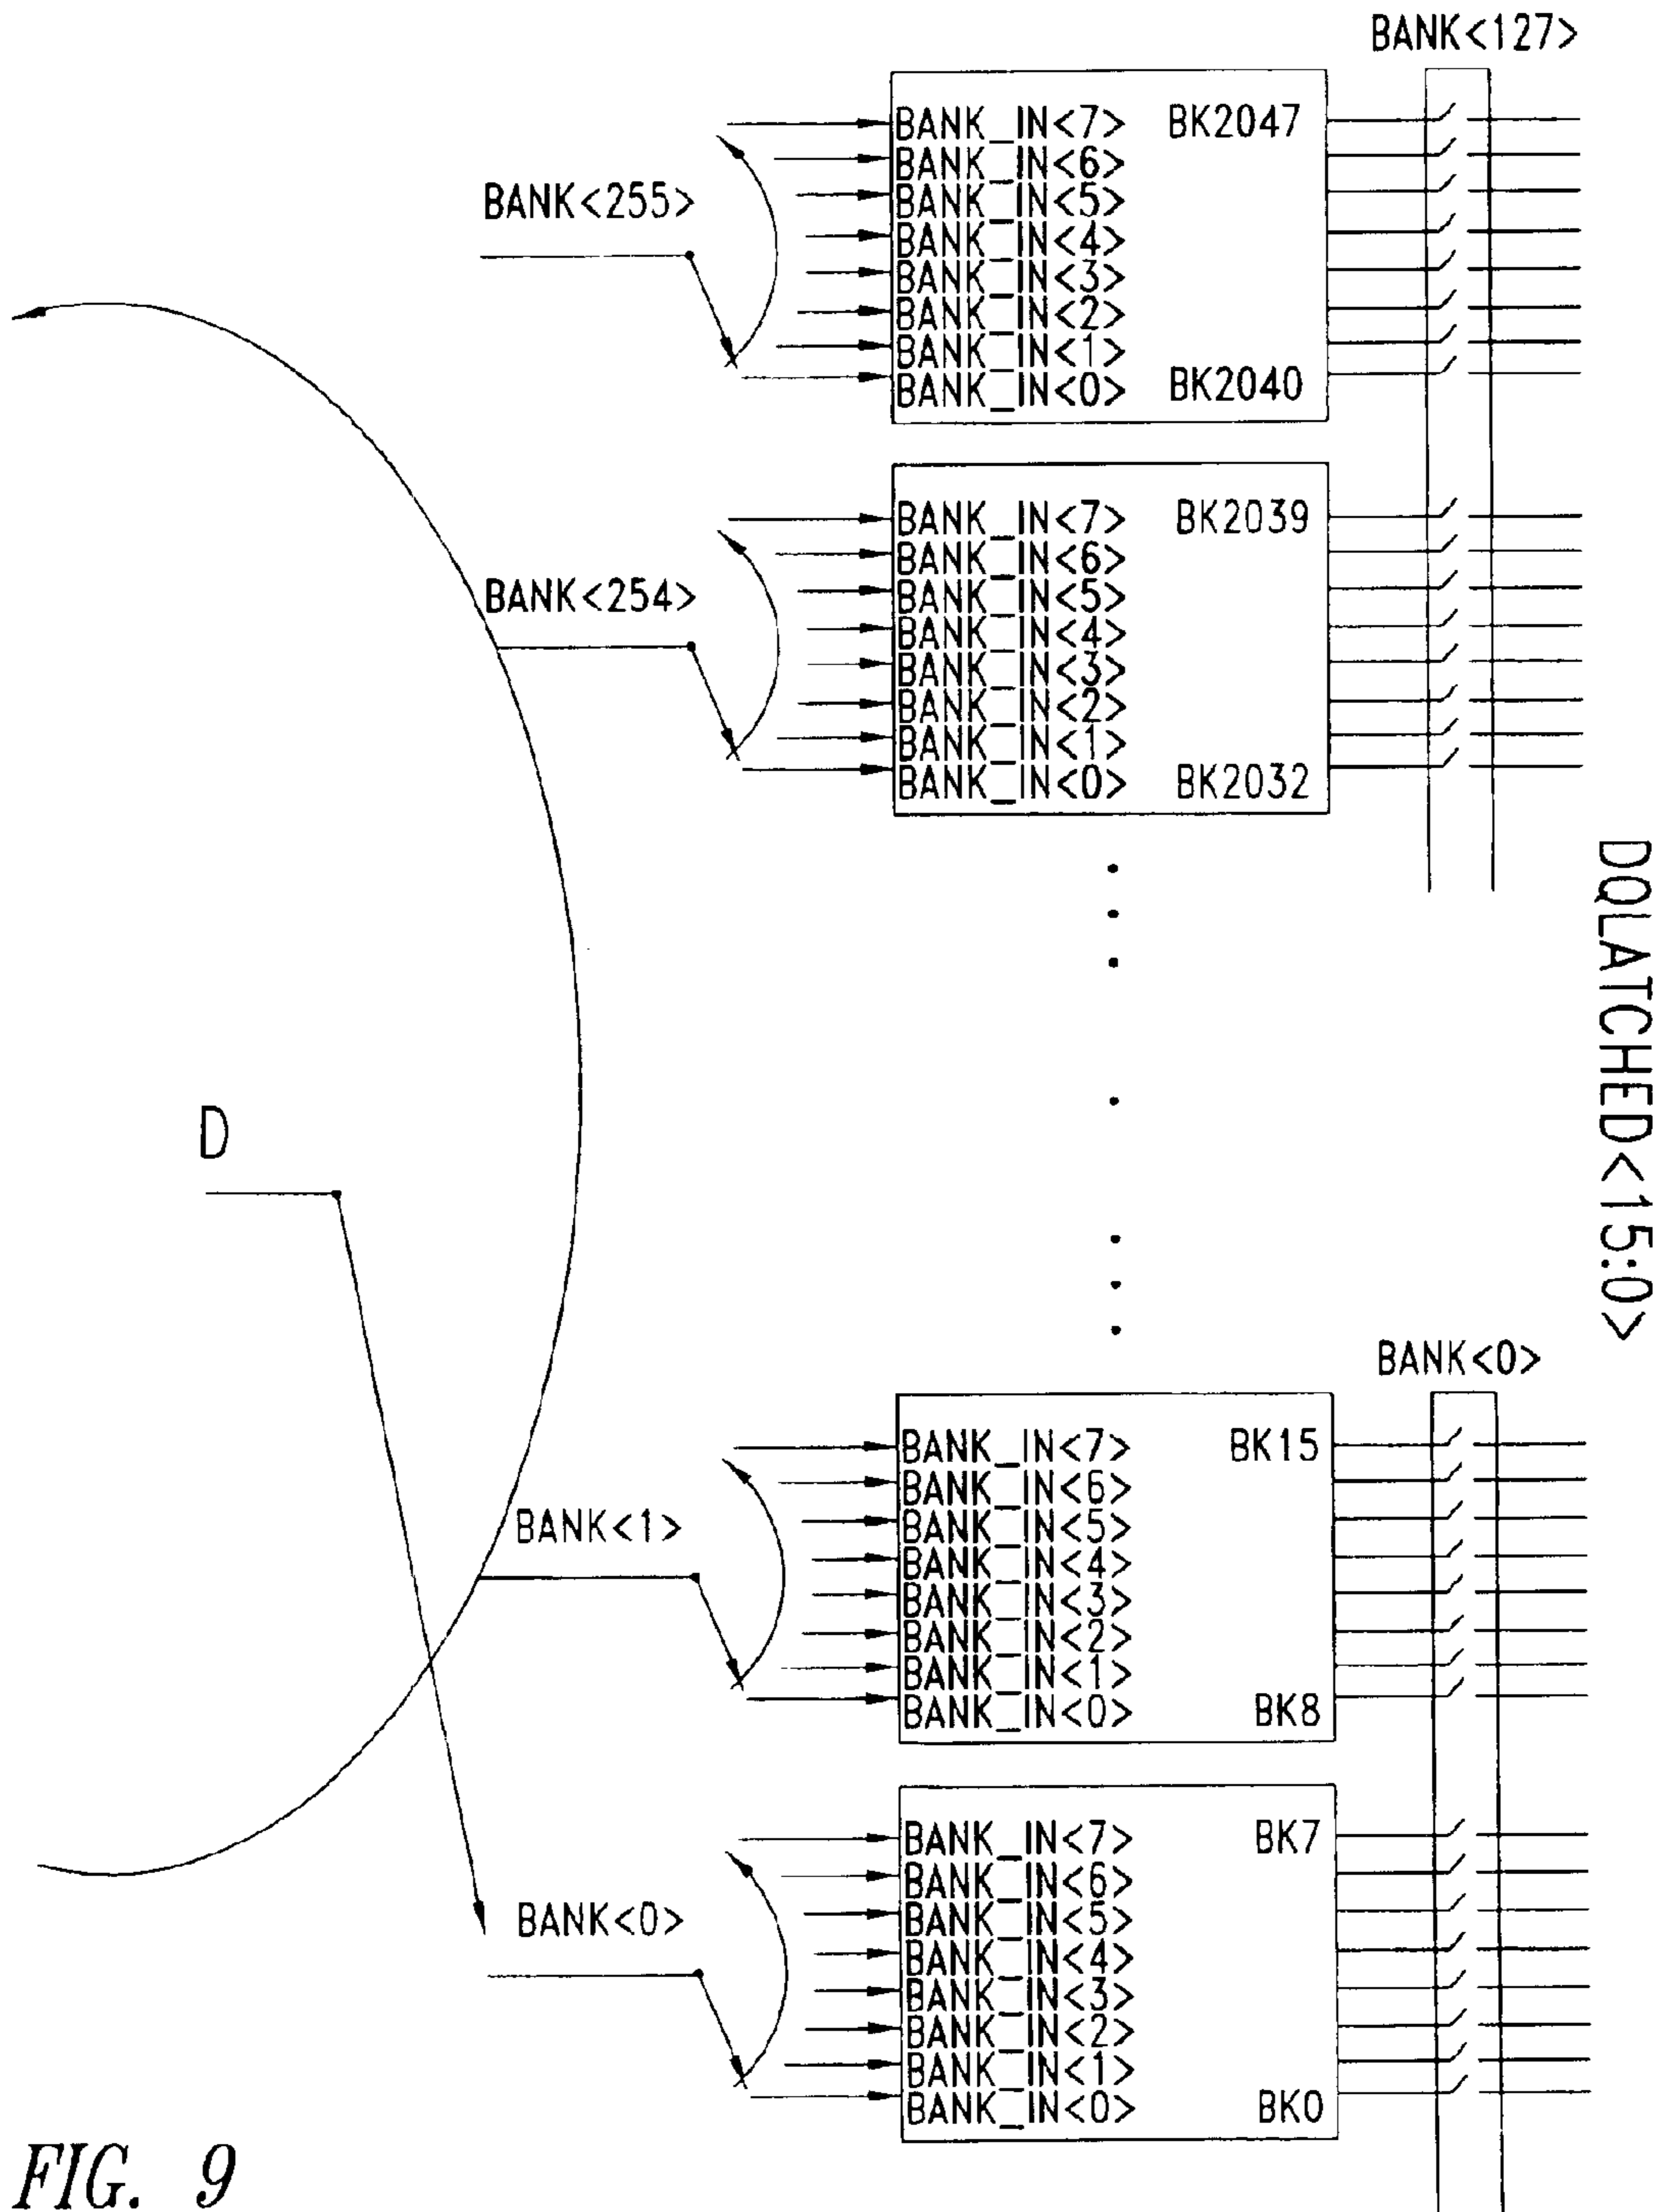 BANK<127>
BANK_IN<7> BK2047
BANK_IN<6>
BANK<255>
BANK_IN<5>
BANK_IN<4>
BANK_IN<3>
BANK_IN<2>
BANK_IN<1>
BANK_IN<0> BK2040
BANK_IN<7> BK2039
BANK_IN<6>
BANK<254>
BANK_IN<5>
BANK_IN<4>
BANK_IN<3>
BANK_IN<2>
BANK_IN<1>
BANK_IN<0> BK2032
DQLATCHED<15:0>
D
BANK<0>
BANK_IN<7> BK15
BANK_IN<6>
BANK<1>
BANK_IN<5>
BANK_IN<4>
BANK_IN<3>
BANK_IN<2>
BANK_IN<1>
BANK_IN<0> BK8
BANK_IN<7> BK7
BANK_IN<6>
BANK<0>
BANK_IN<5>
BANK_IN<4>
BANK_IN<3>
BANK_IN<2>
BANK_IN<1>
BANK_IN<0> BK0
FIG. 9